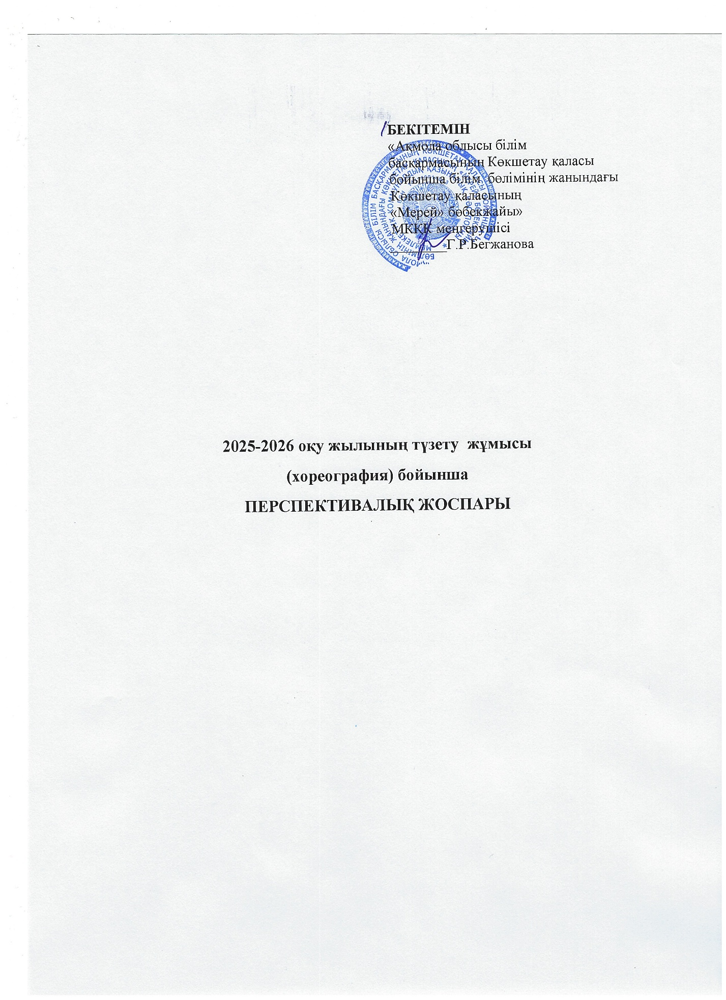 БЕКІТЕМІН
«Ақмола облысы білім
басқармасының Көкшетау қаласы
бойынша білім бөлімінің жанындағы
Көкшетау қаласының
«Мерей» бөбекжайы»
МКҚК меңгерушісі
________Г.Р.Бегжанова
2025-2026 оқу жылының түзету жұмысы
(хореография) бойынша
ПЕРСПЕКТИВАЛЫҚ ЖОСПАРЫ